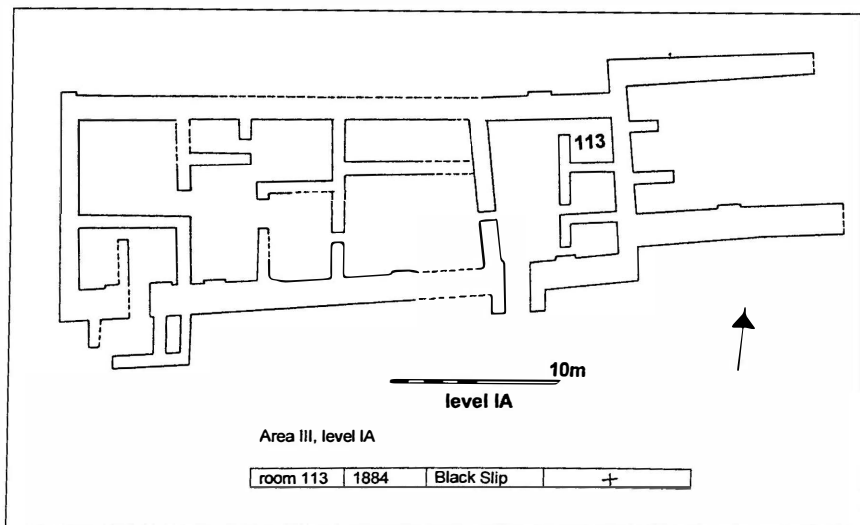 113
10m
level IA
Area III, level IA
room 113 1884 Black Slip +